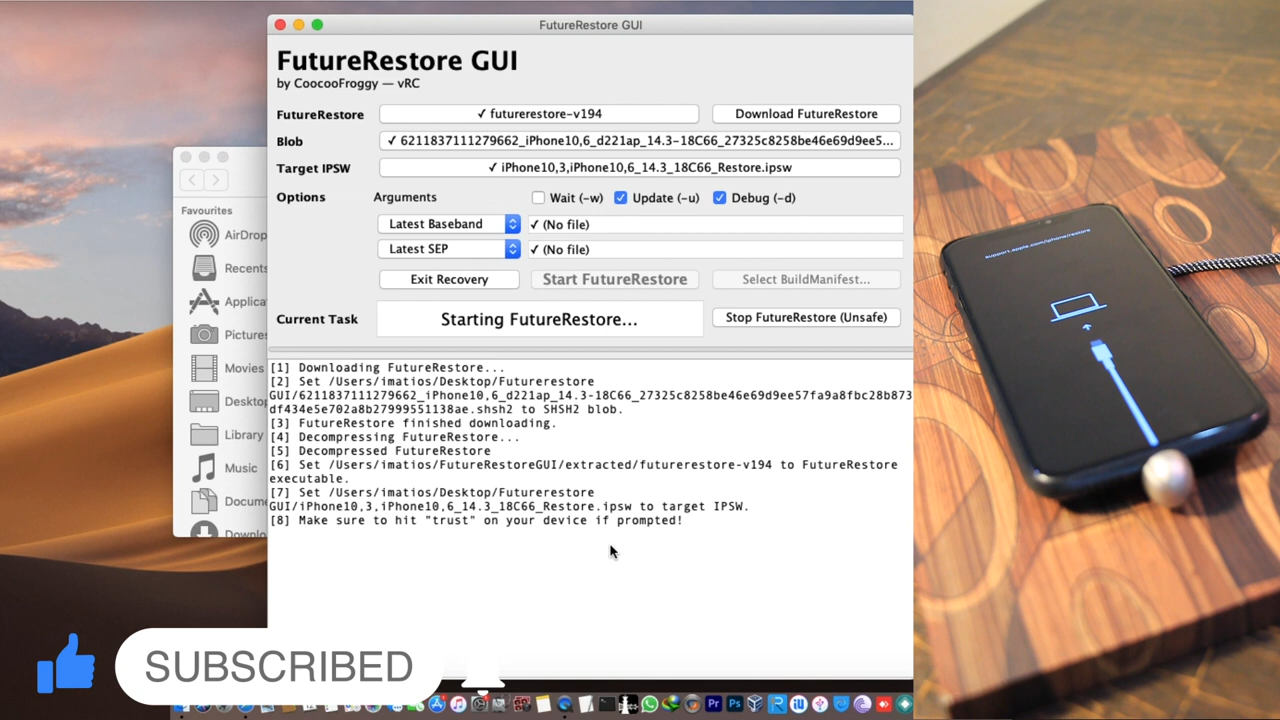 FutureRestore GUI
FutureRestore GUI
by CoocooFroggy — vRC
FutureRestore ✓ futurerestore-v194 Download FutureRestore
Blob ✓ 6211837111279662_iPhone10,6_d221ap_14.3-18C66_27325c8258be46e69d9ee5...
Target IPSW ✓ iPhone10,3,iPhone10,6_14.3_18C66_Restore.ipsw
Options Arguments Wait (-w) Update (-u) Debug (-d)
Latest Baseband ✓ (No file)
Latest SEP ✓ (No file)
Exit Recovery Start FutureRestore Select BuildManifest...
Current Task Starting FutureRestore... Stop FutureRestore (Unsafe)
[1] Downloading FutureRestore...
[2] Set /Users/imatios/Desktop/Futurerestore
GUI/6211837111279662_iPhone10,6_d221ap_14.3-18C66_27325c8258be46e69d9ee57fa9a8fbc28b873
df434e5e702a8b27999551138ae.shsh2 to SHSH2 blob.
[3] FutureRestore finished downloading.
[4] Decompressing FutureRestore...
[5] Decompressed FutureRestore
[6] Set /Users/imatios/FutureRestoreGUI/extracted/futurerestore-v194 to FutureRestore
executable.
[7] Set /Users/imatios/Desktop/Futurerestore
GUI/iPhone10,3,iPhone10,6_14.3_18C66_Restore.ipsw to target IPSW.
[8] Make sure to hit "trust" on your device if prompted!
Favourites
AirDrop
Recents
Applica
Pictures
Movies
Deskto
Library
Music
Docume
Downlo
SUBSCRIBED
Pr Ps
support.apple.com/iphone/restore